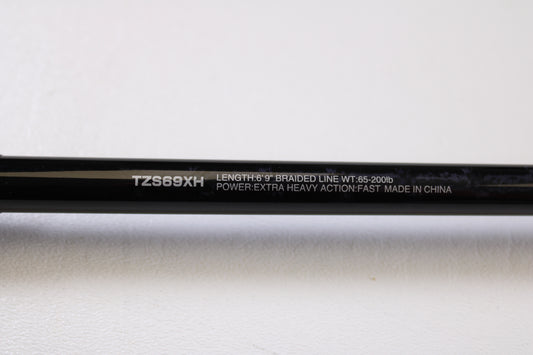 TZS69XH
LENGTH:6'9" BRAIDED LINE WT:65-200lb
POWER:EXTRA HEAVY ACTION:FAST MADE IN CHINA